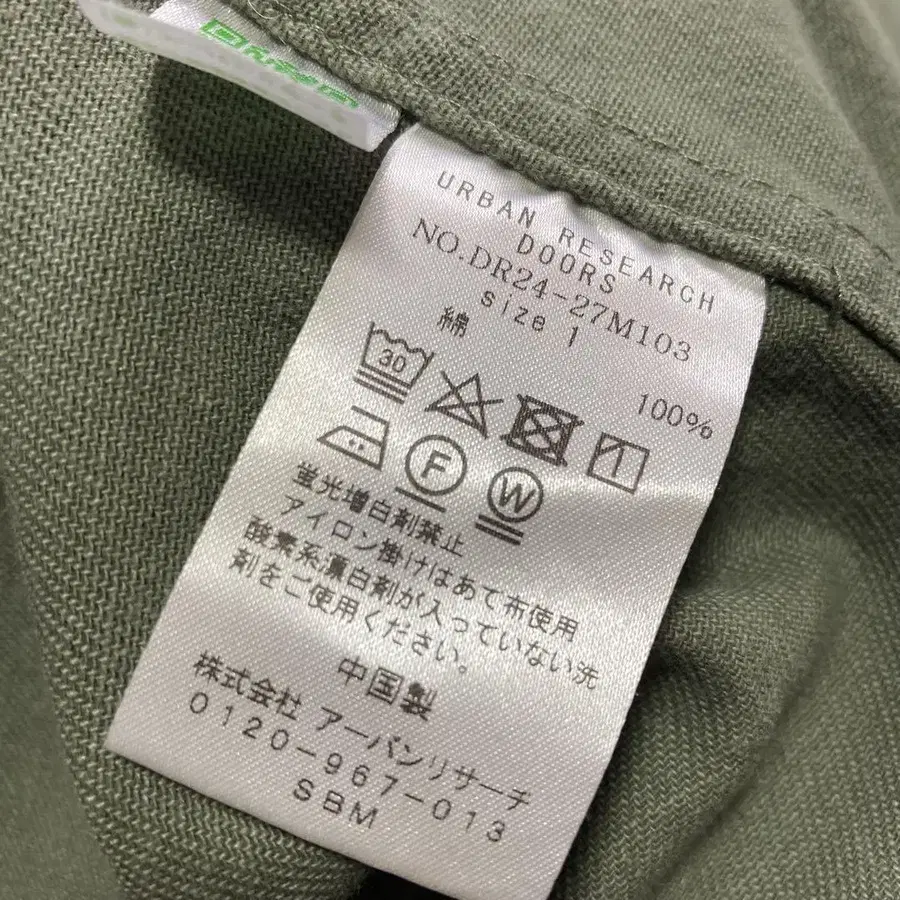 URBAN RESEARCH
DOORS
NO.DR24-27M103
size 1
綿 100%
30
1
F
W
蛍光増白剤禁止
アイロン掛けはあて布使用
酸素系漂白剤が入っていない洗
剤をご使用ください。
中国製
株式会社 アーバンリサーチ
0120-967-013
SBM